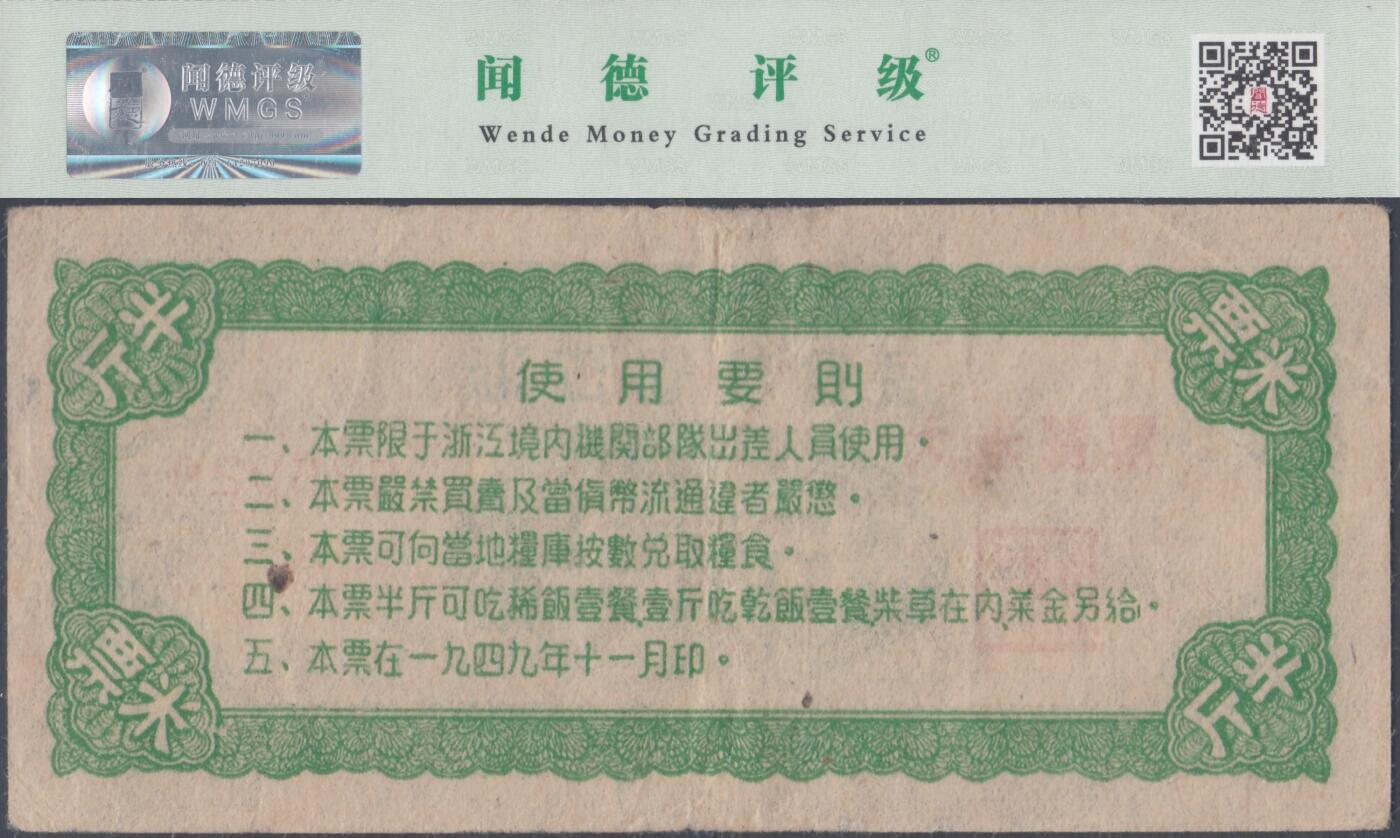 闻德评级
WMGS
闻 德 评 级®
Wende Money Grading Service
半斤
票米
使用要則
一、本票限于浙江境内機関部隊出差人員使用。
二、本票嚴禁買賣及當貨幣流通違者嚴懲。
三、本票可向當地糧庫按數兑取糧食。
四、本票半斤可吃稀飯壹餐壹斤吃乾飯壹餐柴草在内菜金另給。
五、本票在一九四九年十一月印。
票米
半斤